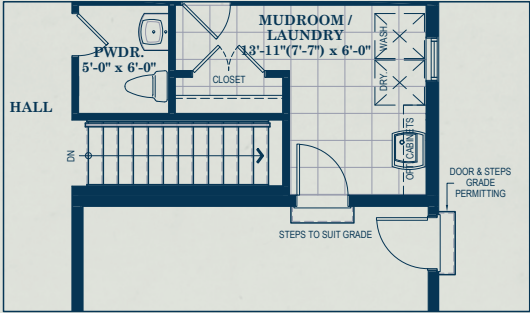 MUDROOM /
LAUNDRY
13'-11"(7'-7") x 6'-0"
WASH
DRY
PWDR.
5'-0" x 6'-0"
CLOSET
HALL
DN
OPT CABINETS
DOOR & STEPS
GRADE
PERMITTING
STEPS TO SUIT GRADE